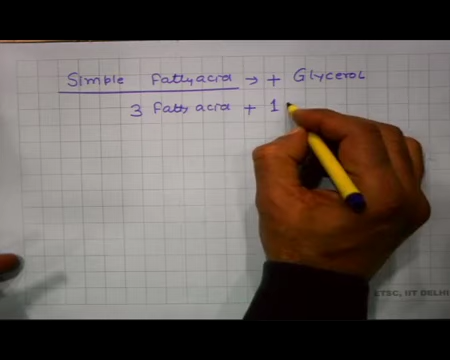 Simple Fattyacid → + Glycerol
3 Fatty acid + 1
ETSC, IIT DELHI